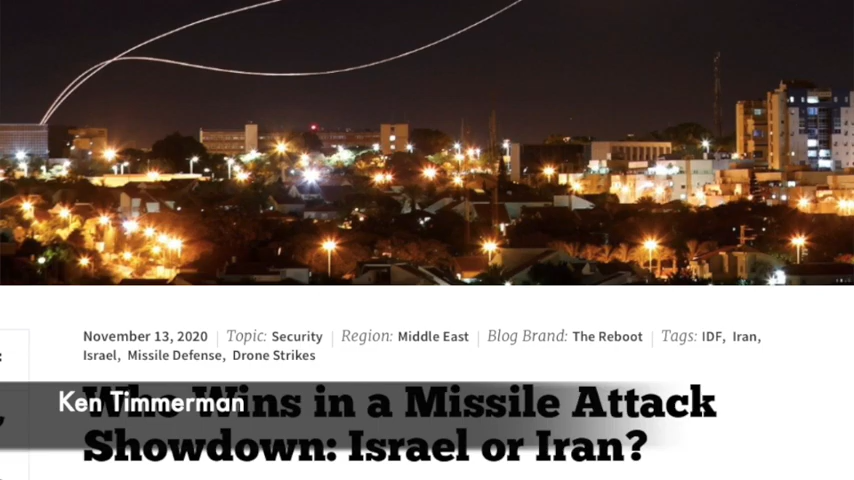 November 13, 2020 | Topic: Security | Region: Middle East | Blog Brand: The Reboot | Tags: IDF, Iran,
Israel, Missile Defense, Drone Strikes
Who Wins in a Missile Attack
Ken Timmerman
Showdown: Israel or Iran?